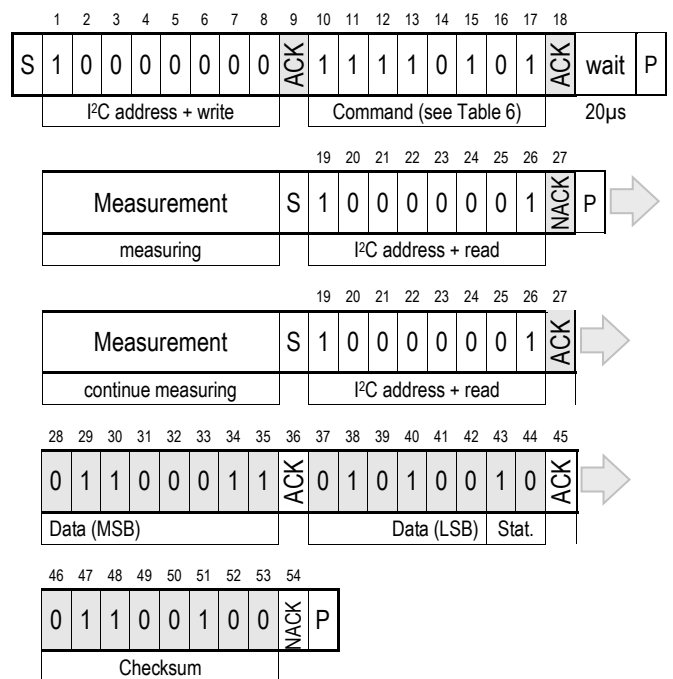 1 2 3 4 5 6 7 8 9 10 11 12 13 14 15 16 17 18
S 1 0 0 0 0 0 0 0 ACK 1 1 1 1 0 1 0 1 ACK wait P
I²C address + write Command (see Table 6) 20µs
19 20 21 22 23 24 25 26 27
Measurement S 1 0 0 0 0 0 0 1 NACK P
measuring I²C address + read
19 20 21 22 23 24 25 26 27
Measurement S 1 0 0 0 0 0 0 1 ACK
continue measuring I²C address + read
28 29 30 31 32 33 34 35 36 37 38 39 40 41 42 43 44 45
0 1 1 0 0 0 1 1 ACK 0 1 0 1 0 0 1 0 ACK
Data (MSB) Data (LSB) Stat.
46 47 48 49 50 51 52 53 54
0 1 1 0 0 1 0 0 NACK P
Checksum